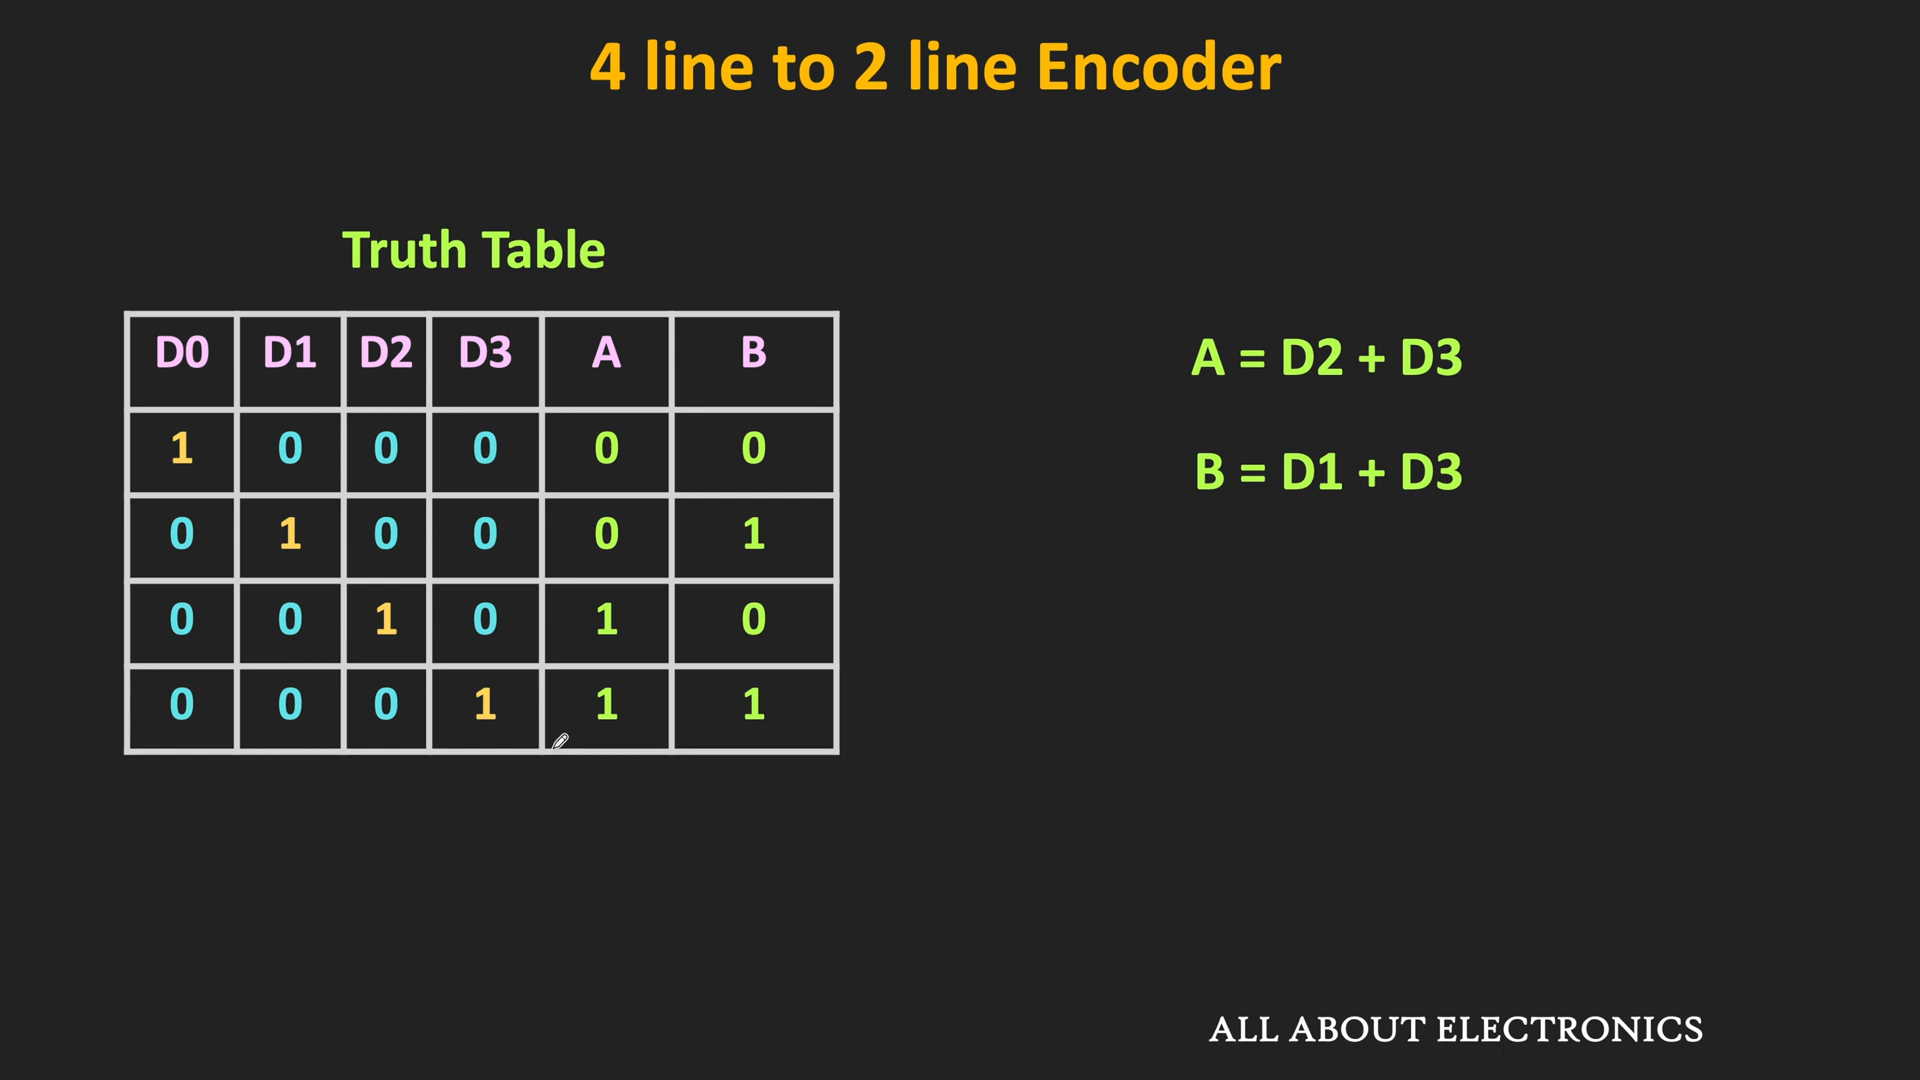 4 line to 2 line Encoder
Truth Table
D0 D1 D2 D3 A B
1 0 0 0 0 0
0 1 0 0 0 1
0 0 1 0 1 0
0 0 0 1 1 1
A = D2 + D3
B = D1 + D3
ALL ABOUT ELECTRONICS